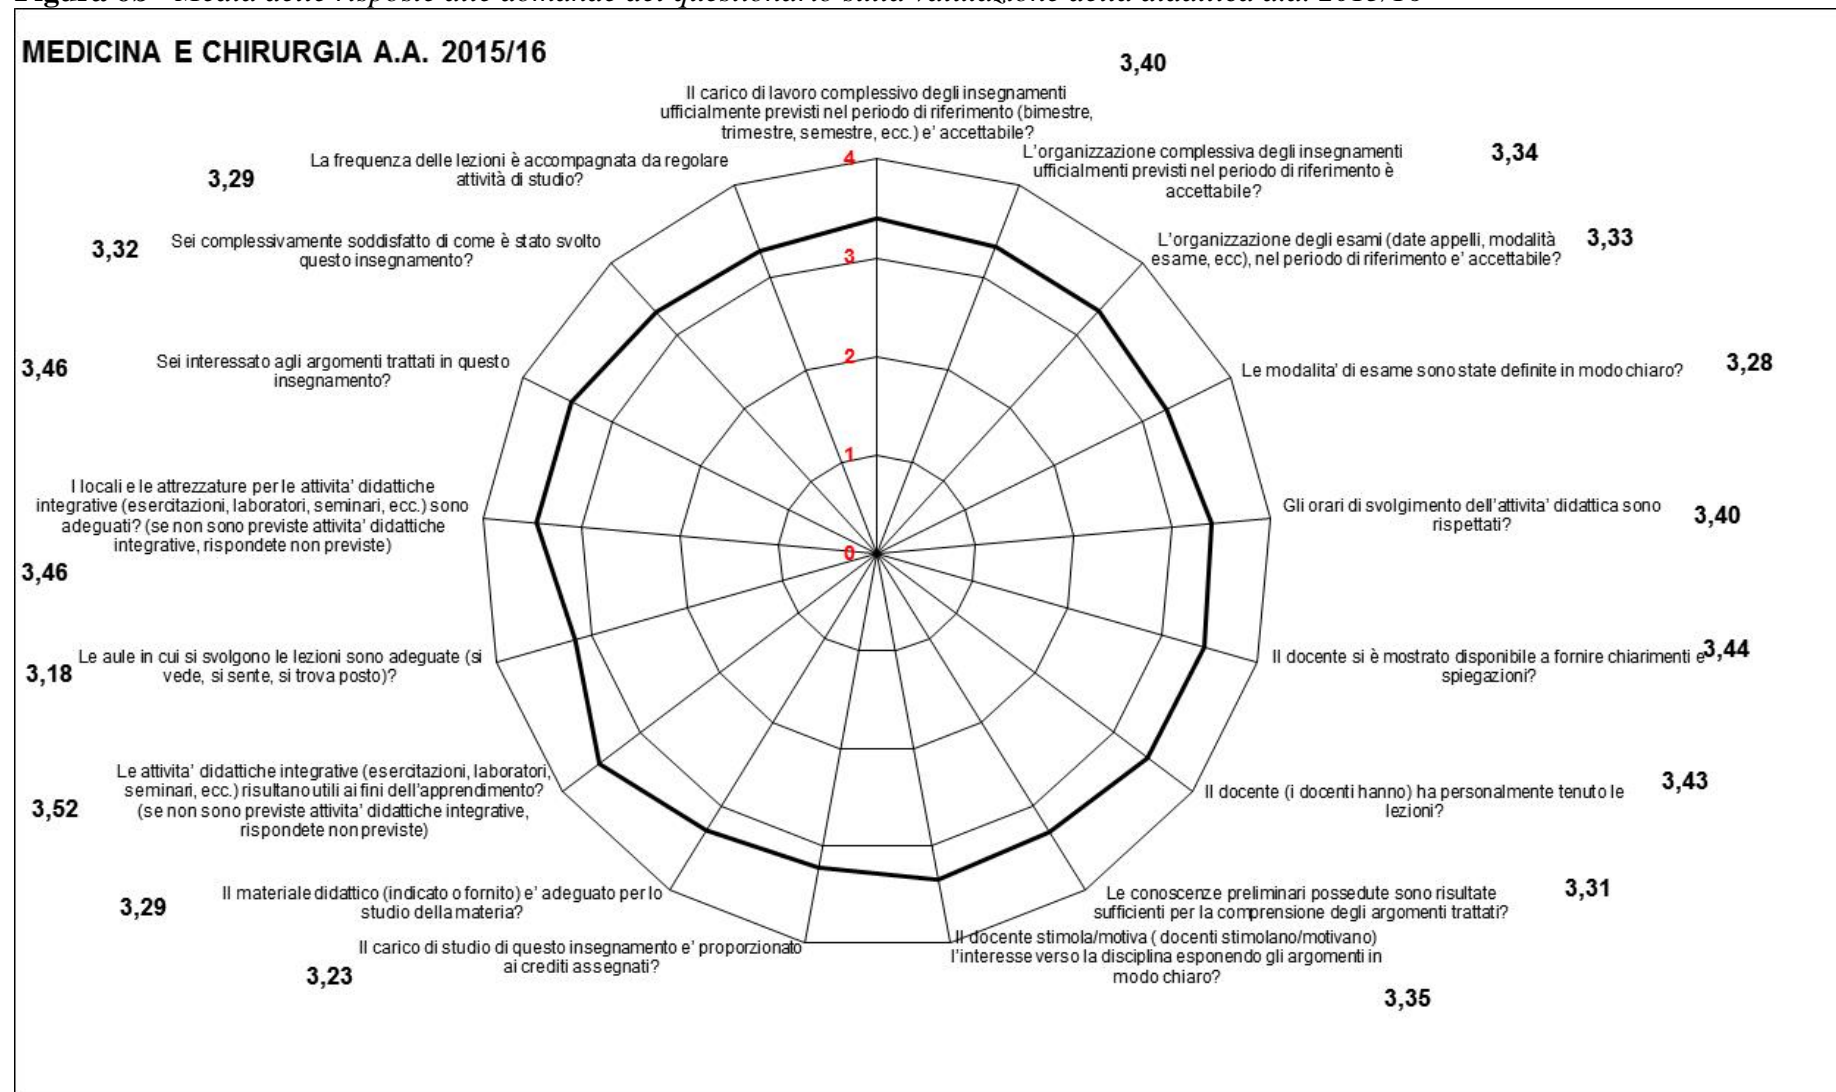 MEDICINA E CHIRURGIA A.A. 2015/16
3,40
Il carico di lavoro complessivo degli insegnamenti
ufficialmente previsti nel periodo di riferimento (bimestre,
trimestre, semestre, ecc.) e' accettabile?
L'organizzazione complessiva degli insegnamenti
ufficialmenti previsti nel periodo di riferimento è
accettabile?
3,34
L'organizzazione degli esami (date appelli, modalità
esame, ecc), nel periodo di riferimento e' accettabile?
3,33
Le modalita' di esame sono state definite in modo chiaro?
3,28
Gli orari di svolgimento dell'attivita' didattica sono
rispettati?
3,40
Il docente si è mostrato disponibile a fornire chiarimenti e
spiegazioni?
3,44
Il docente (i docenti hanno) ha personalmente tenuto le
lezioni?
3,43
Le conoscenze preliminari possedute sono risultate
sufficienti per la comprensione degli argomenti trattati?
3,31
Il docente stimola/motiva ( docenti stimolano/motivano)
l'interesse verso la disciplina esponendo gli argomenti in
modo chiaro?
3,35
Il carico di studio di questo insegnamento e' proporzionato
ai crediti assegnati?
3,23
Il materiale didattico (indicato o fornito) e' adeguato per lo
studio della materia?
3,29
Le attivita' didattiche integrative (esercitazioni, laboratori,
seminari, ecc.) risultano utili ai fini dell'apprendimento?
(se non sono previste attivita' didattiche integrative,
rispondete non previste)
3,52
Le aule in cui si svolgono le lezioni sono adeguate (si
vede, si sente, si trova posto)?
3,18
I locali e le attrezzature per le attivita' didattiche
integrative (esercitazioni, laboratori, seminari, ecc.) sono
adeguati? (se non sono previste attivita' didattiche
integrative, rispondete non previste)
3,46
Sei interessato agli argomenti trattati in questo
insegnamento?
3,46
Sei complessivamente soddisfatto di come è stato svolto
questo insegnamento?
3,32
La frequenza delle lezioni è accompagnata da regolare
attività di studio?
3,29
4
3
2
1
0